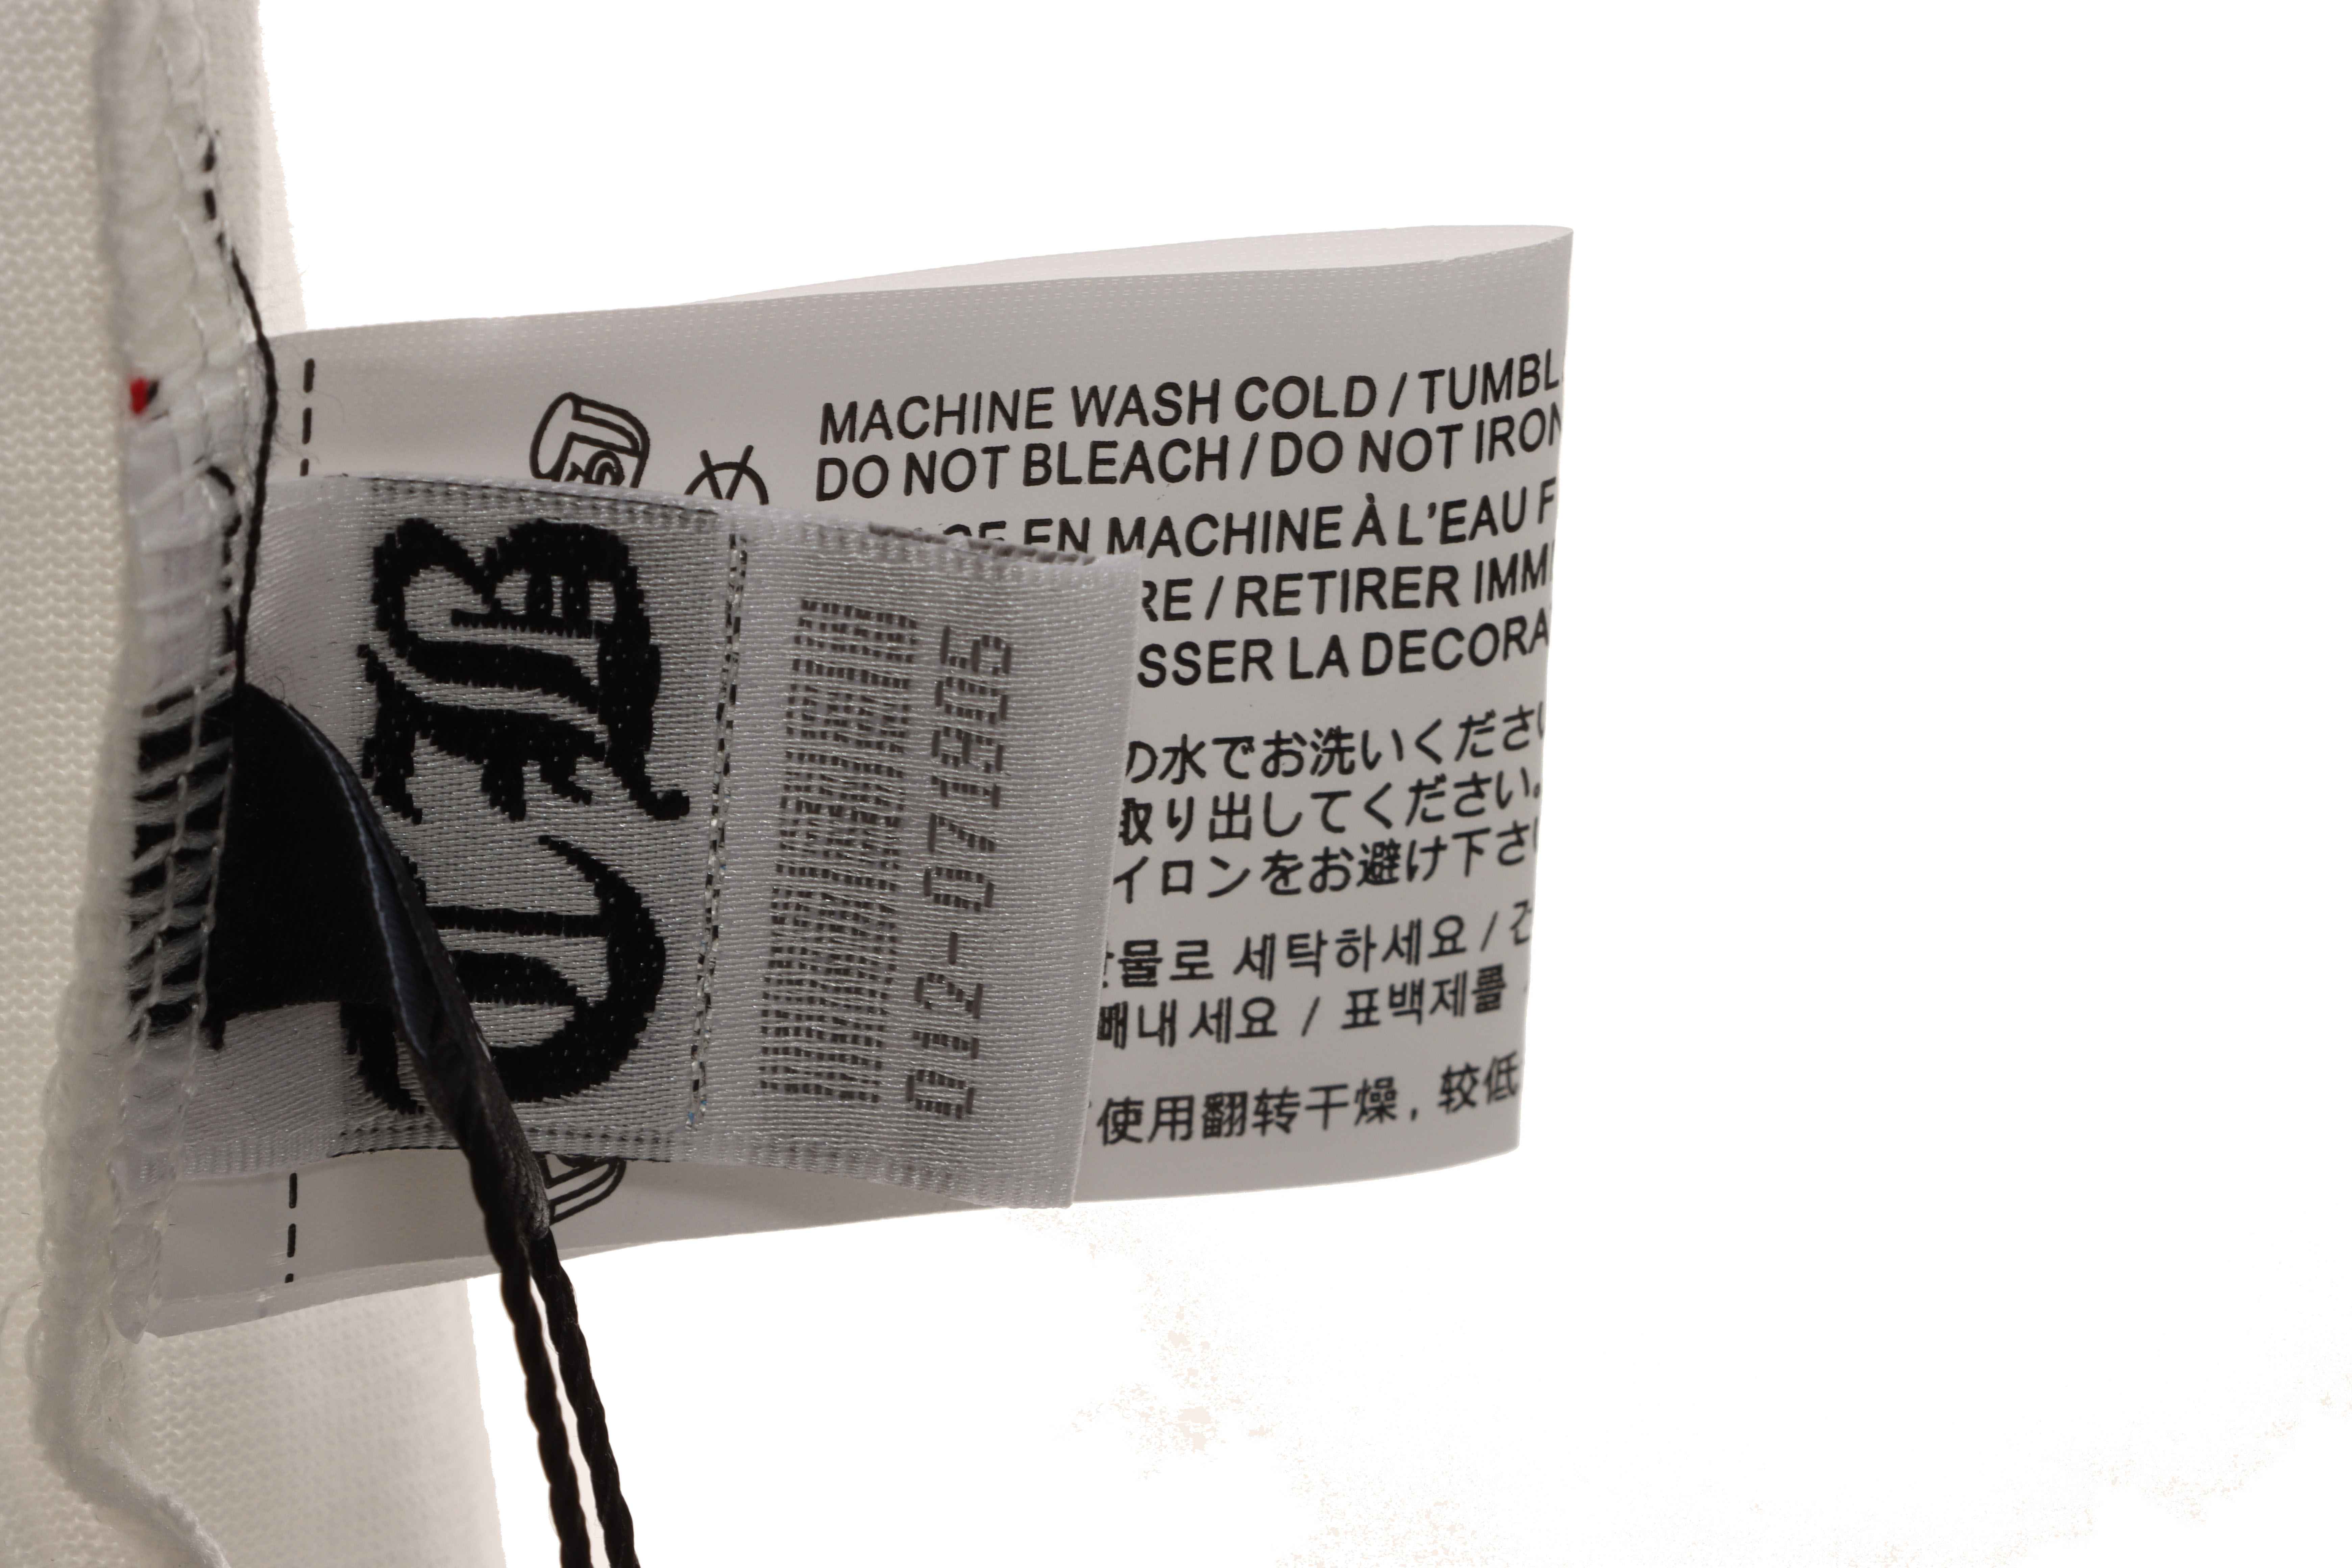 MACHINE WASH COLD / TUMBL
DO NOT BLEACH / DO NOT IRON
EN MACHINE À L'EAU F
RE / RETIRER IMM
SSER LA DECORA
の水でお洗いくださ
取り出してください。
イロンをお避け下さ
물로 세탁하세요 /
빼내세요 / 표백제를
使用翻转干燥，较低
012-071505